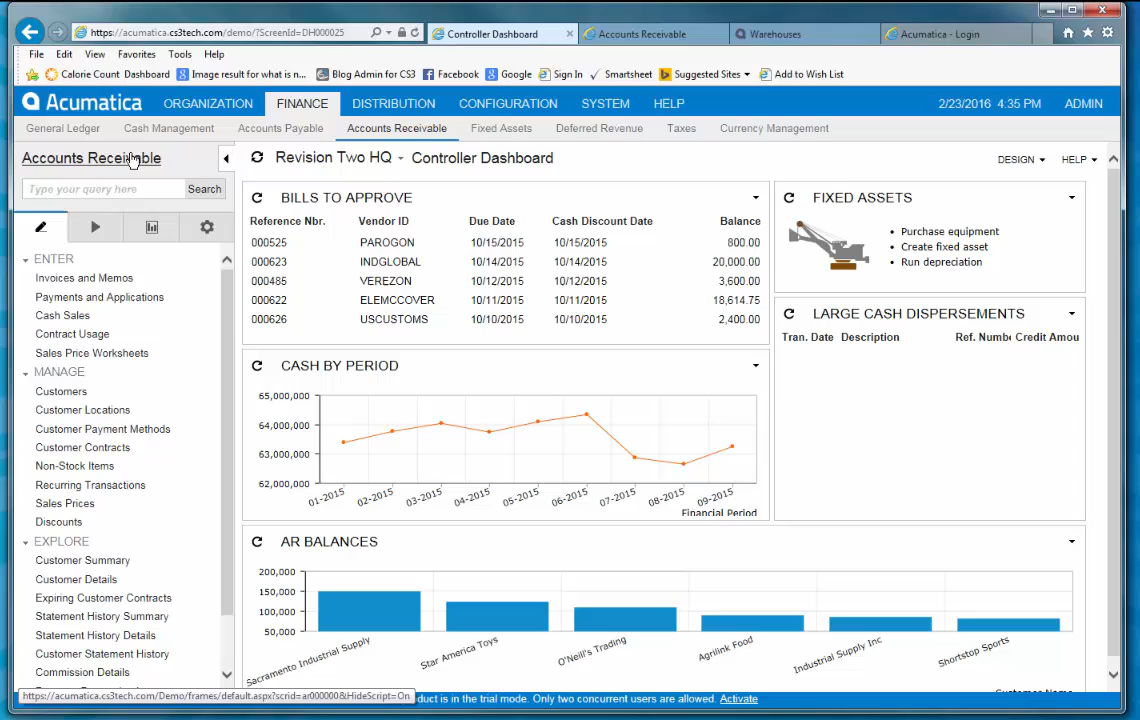 https://acumatica.cs3tech.com/demo/?ScreenId=DH000025
Controller Dashboard
Accounts Receivable
Warehouses
Acumatica - Login
File Edit View Favorites Tools Help
Calorie Count Dashboard
Image result for what is n...
Blog Admin for CS3
Facebook
Google
Sign In
Smartsheet
Suggested Sites
Add to Wish List
Acumatica
ORGANIZATION FINANCE DISTRIBUTION CONFIGURATION SYSTEM HELP
2/23/2016 4:35 PM ADMIN
General Ledger Cash Management Accounts Payable Accounts Receivable Fixed Assets Deferred Revenue Taxes Currency Management
Accounts Receivable
Type your query here
Search
ENTER
Invoices and Memos
Payments and Applications
Cash Sales
Contract Usage
Sales Price Worksheets
MANAGE
Customers
Customer Locations
Customer Payment Methods
Customer Contracts
Non-Stock Items
Recurring Transactions
Sales Prices
Discounts
EXPLORE
Customer Summary
Customer Details
Expiring Customer Contracts
Statement History Summary
Statement History Details
Customer Statement History
Commission Details
https://acumatica.cs3tech.com/Demo/frames/default.aspx?scrid=ar000000&HideScript=On
Revision Two HQ - Controller Dashboard
DESIGN HELP
BILLS TO APPROVE
Reference Nbr. Vendor ID Due Date Cash Discount Date Balance
000525 PAROGON 10/15/2015 10/15/2015 800.00
000623 INDGLOBAL 10/14/2015 10/14/2015 20,000.00
000485 VEREZON 10/12/2015 10/12/2015 3,600.00
000622 ELEMCCOVER 10/11/2015 10/11/2015 18,614.75
000626 USCUSTOMS 10/10/2015 10/10/2015 2,400.00
FIXED ASSETS
Purchase equipment
Create fixed asset
Run depreciation
LARGE CASH DISPERSEMENTS
Tran. Date Description Ref. Numbe Credit Amou
CASH BY PERIOD
65,000,000
64,000,000
63,000,000
62,000,000
01-2015 02-2015 03-2015 04-2015 05-2015 06-2015 07-2015 08-2015 09-2015
Financial Period
AR BALANCES
200,000
150,000
100,000
50,000
Sacramento Industrial Supply
Star America Toys
O'Neill's Trading
Agrilink Food
Industrial Supply Inc
Shortstop Sports
duct is in the trial mode. Only two concurrent users are allowed. Activate